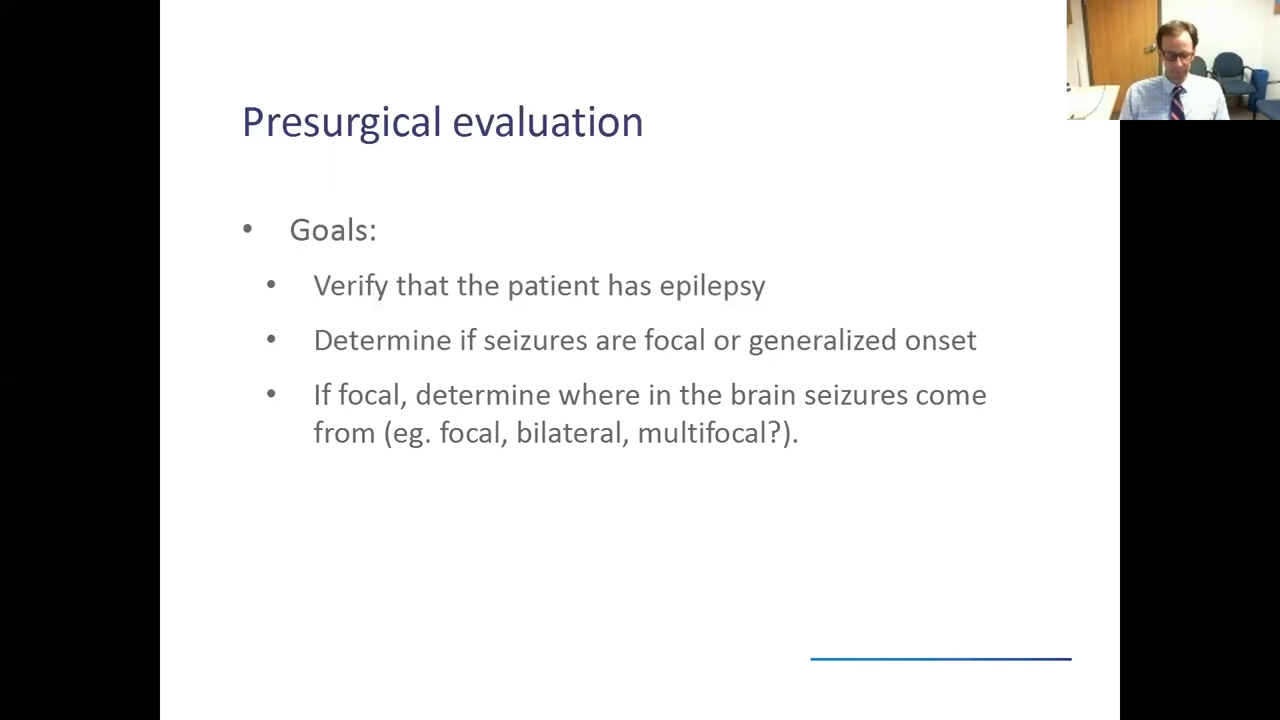 Presurgical evaluation
• Goals:
• Verify that the patient has epilepsy
• Determine if seizures are focal or generalized onset
• If focal, determine where in the brain seizures come
from (eg. focal, bilateral, multifocal?).